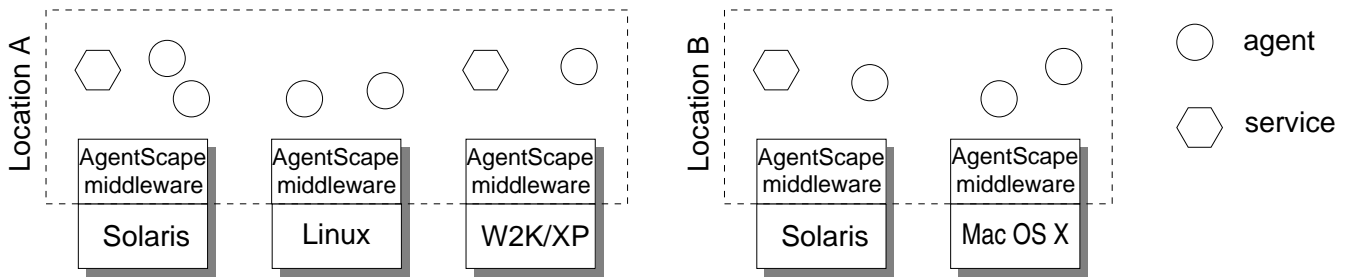 Location A
AgentScape
middleware
Solaris
AgentScape
middleware
Linux
AgentScape
middleware
W2K/XP
Location B
AgentScape
middleware
Solaris
AgentScape
middleware
Mac OS X
agent
service